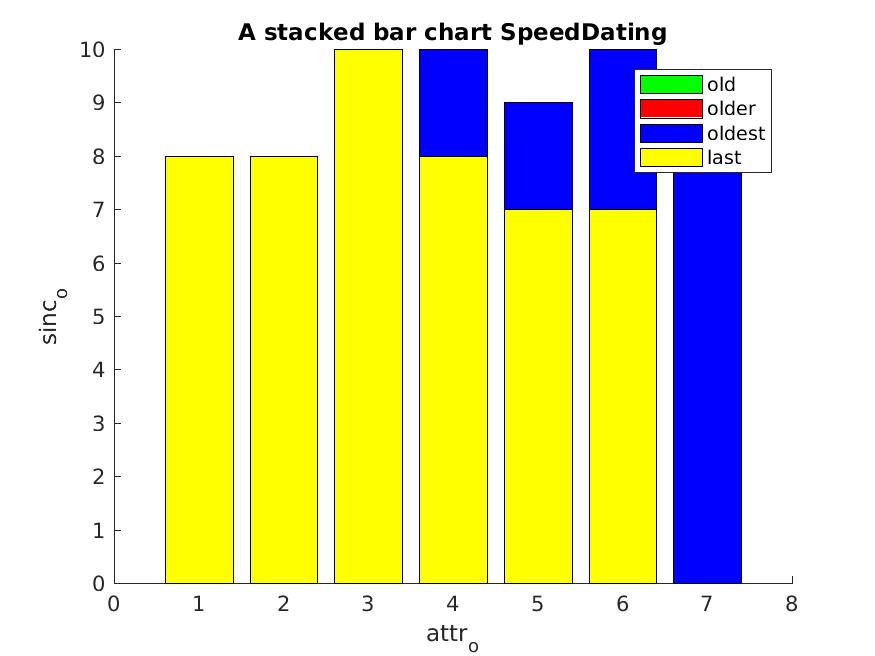 A stacked bar chart SpeedDating
10
9
8
7
6
5
4
3
2
1
0
sinc_o
old
older
oldest
last
0 1 2 3 4 5 6 7 8
attr_o